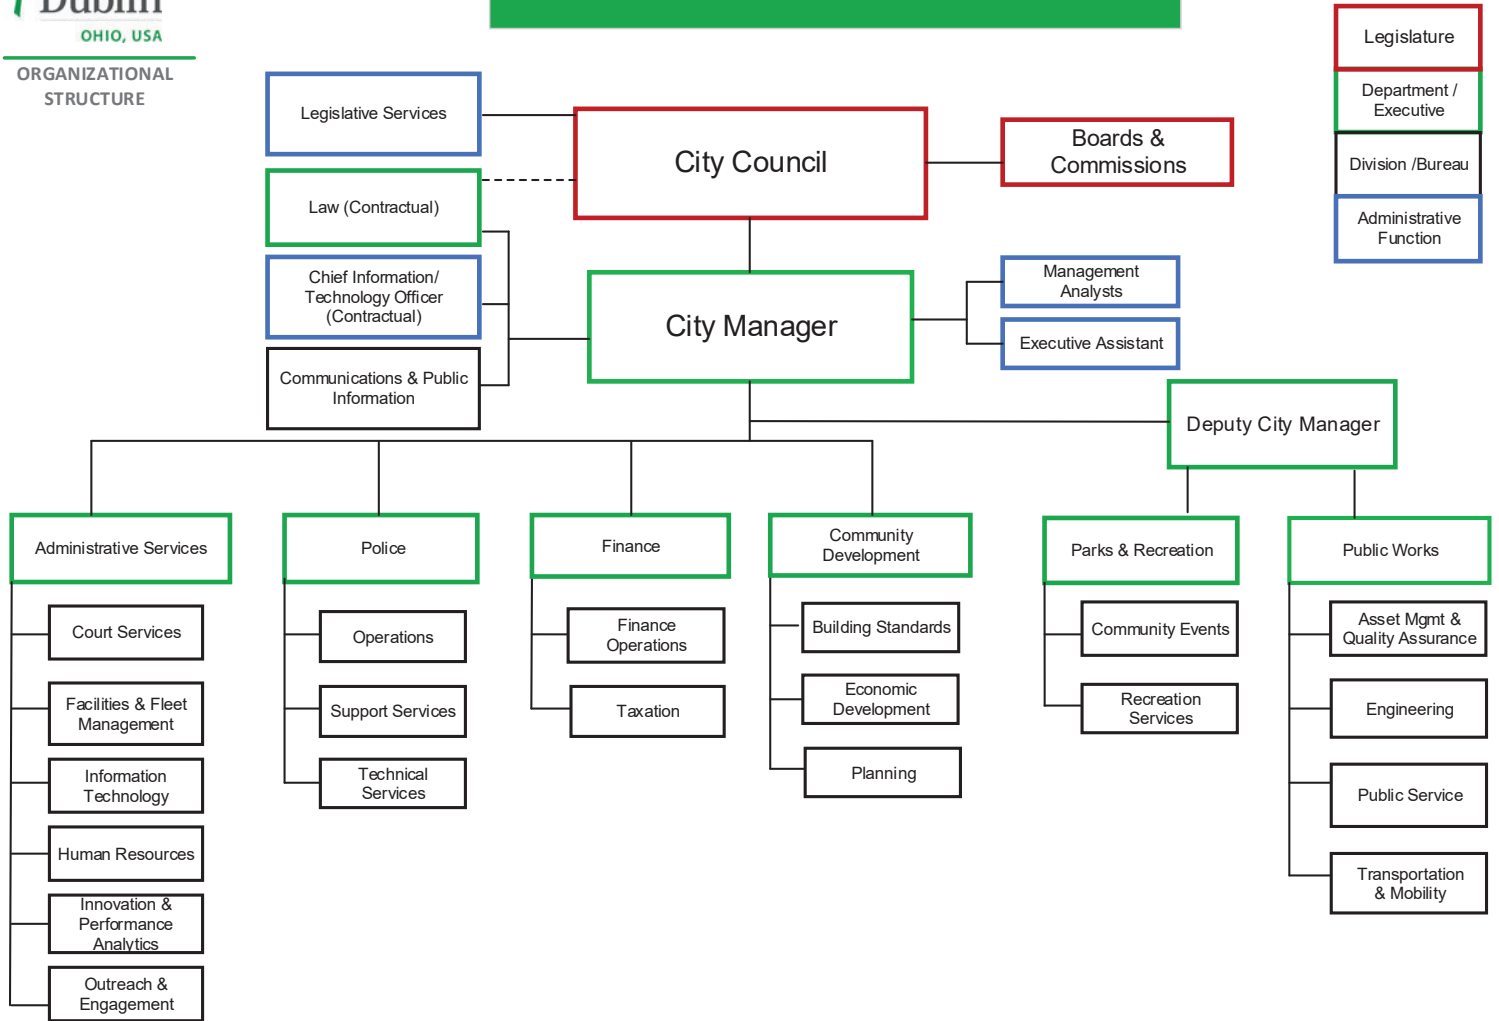 Dublin
OHIO, USA
ORGANIZATIONAL
STRUCTURE
Legislature
Department /
Executive
Division /Bureau
Administrative
Function
Legislative Services
City Council
Boards &
Commissions
Law (Contractual)
Chief Information/
Technology Officer
(Contractual)
City Manager
Management
Analysts
Executive Assistant
Communications & Public
Information
Deputy City Manager
Administrative Services
Police
Finance
Community
Development
Parks & Recreation
Public Works
Court Services
Facilities & Fleet
Management
Information
Technology
Human Resources
Innovation &
Performance
Analytics
Outreach &
Engagement
Operations
Support Services
Technical
Services
Finance
Operations
Taxation
Building Standards
Economic
Development
Planning
Community Events
Recreation
Services
Asset Mgmt &
Quality Assurance
Engineering
Public Service
Transportation
& Mobility